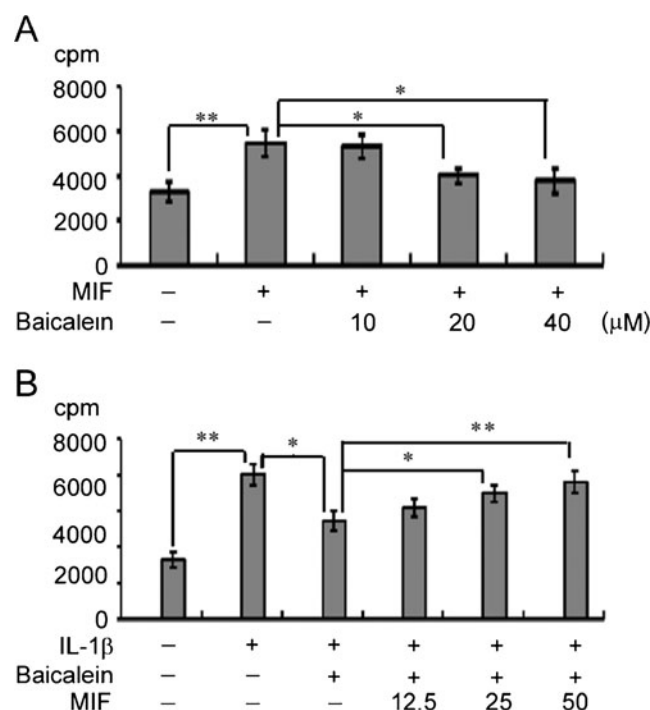 A
cpm
8000
*
**
*
6000
4000
2000
0
MIF – + + + +
Baicalein – – 10 20 40 (μM)
B
cpm
8000
**
**
*
*
6000
4000
2000
0
IL-1β – + + + + +
Baicalein – – + + + +
MIF – – – 12.5 25 50